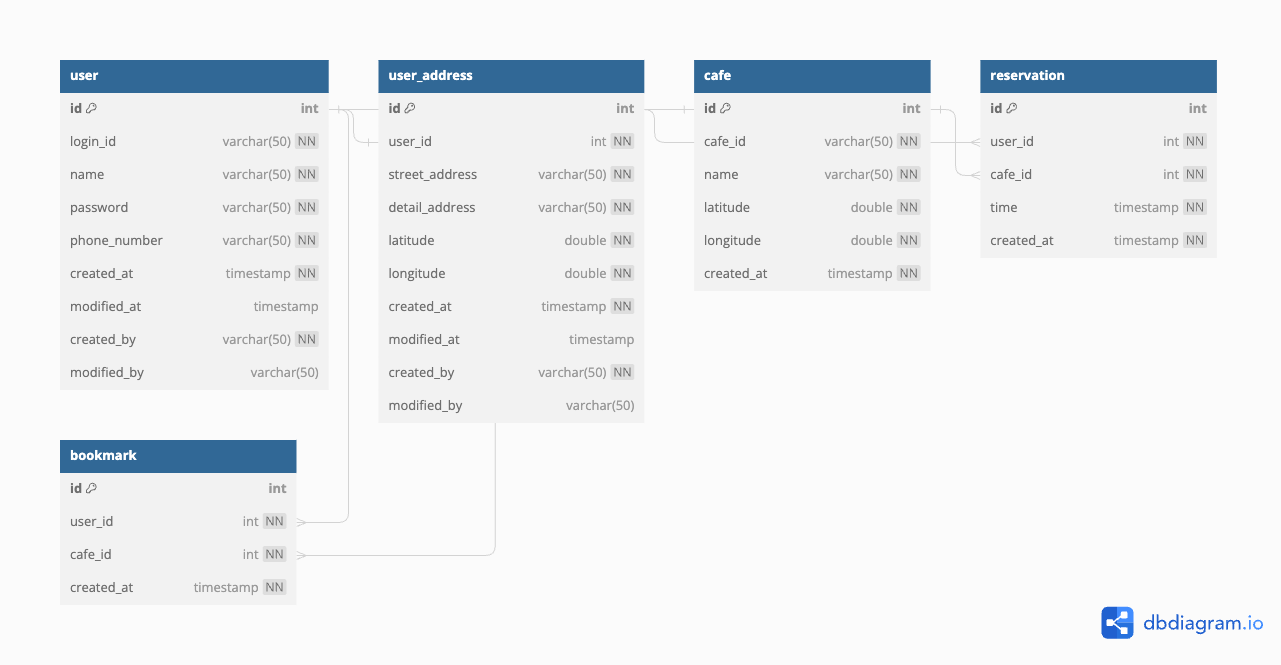 user
id int
login_id varchar(50) NN
name varchar(50) NN
password varchar(50) NN
phone_number varchar(50) NN
created_at timestamp NN
modified_at timestamp
created_by varchar(50) NN
modified_by varchar(50)
user_address
id int
user_id int NN
street_address varchar(50) NN
detail_address varchar(50) NN
latitude double NN
longitude double NN
created_at timestamp NN
modified_at timestamp
created_by varchar(50) NN
modified_by varchar(50)
cafe
id int
cafe_id varchar(50) NN
name varchar(50) NN
latitude double NN
longitude double NN
created_at timestamp NN
reservation
id int
user_id int NN
cafe_id int NN
time timestamp NN
created_at timestamp NN
bookmark
id int
user_id int NN
cafe_id int NN
created_at timestamp NN
dbdiagram.io